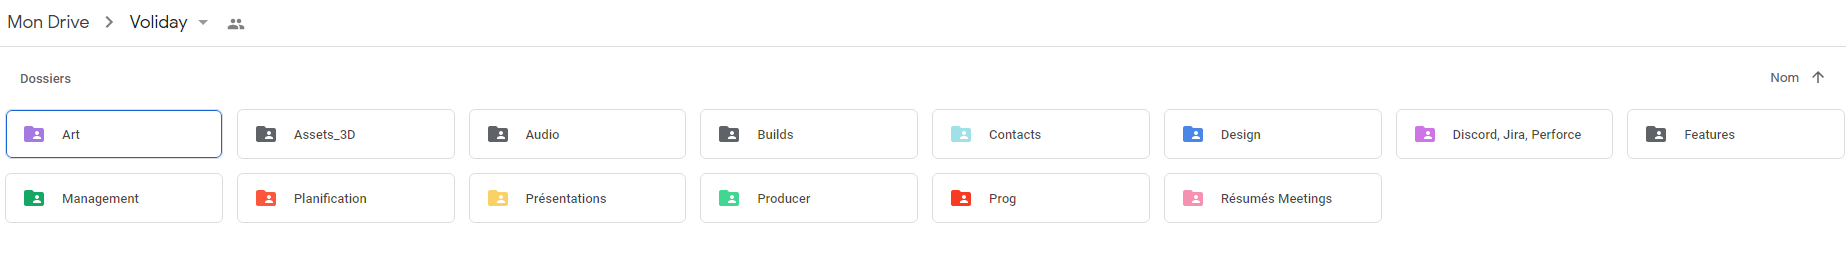 Mon Drive > Voliday
Dossiers Nom
Art Assets_3D Audio Builds Contacts Design Discord, Jira, Perforce Features
Management Planification Présentations Producer Prog Résumés Meetings